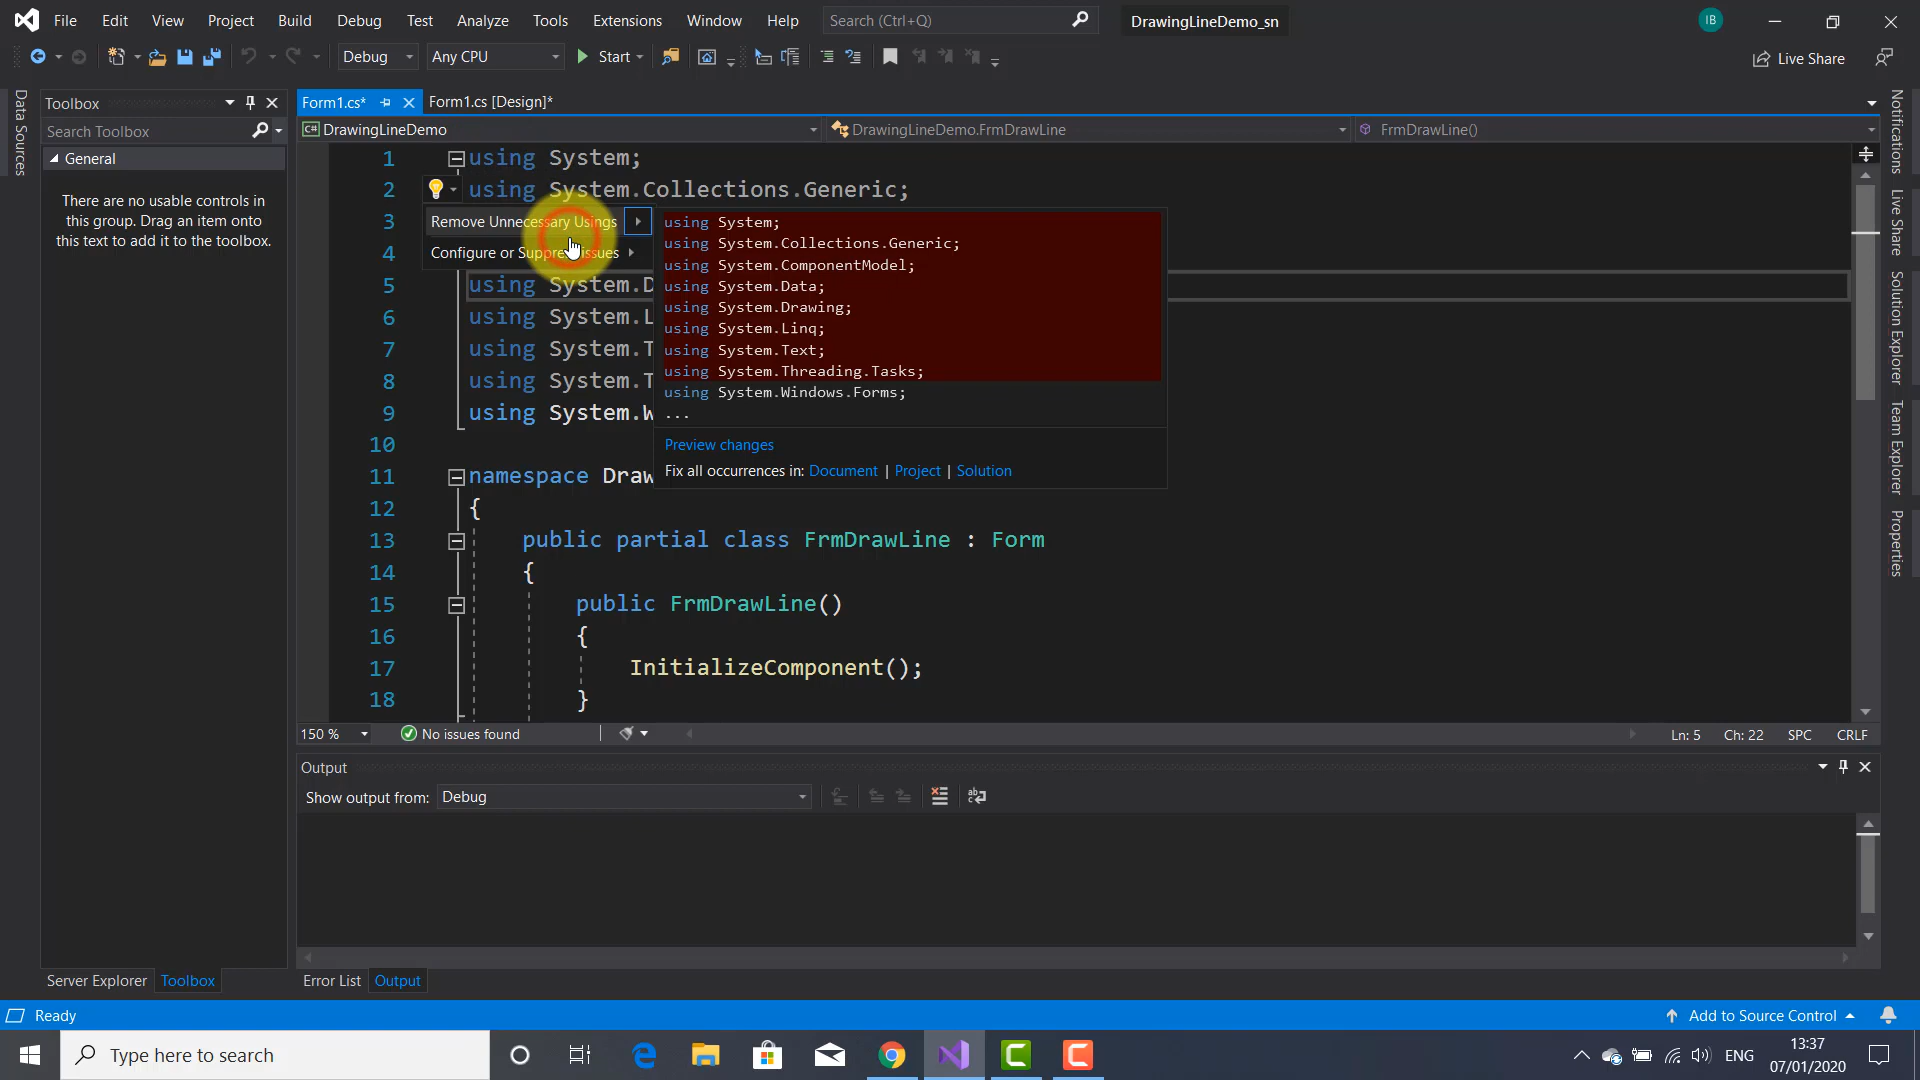 File Edit View Project Build Debug Test Analyze Tools Extensions Window Help Search (Ctrl+Q) DrawingLineDemo_sn IB
Debug Any CPU Start Live Share
Data Sources
Toolbox
Search Toolbox
General
There are no usable controls in
this group. Drag an item onto
this text to add it to the toolbox.
Server Explorer Toolbox
Form1.cs* Form1.cs [Design]*
C# DrawingLineDemo DrawingLineDemo.FrmDrawLine FrmDrawLine()
1 using System;
2 using System.Collections.Generic;
3
4
5 using System.D
6 using System.L
7 using System.T
8 using System.T
9 using System.W
10
11 namespace Draw
12 {
13 public partial class FrmDrawLine : Form
14 {
15 public FrmDrawLine()
16 {
17 InitializeComponent();
18 }
Remove Unnecessary Usings
Configure or Suppress issues
using System;
using System.Collections.Generic;
using System.ComponentModel;
using System.Data;
using System.Drawing;
using System.Linq;
using System.Text;
using System.Threading.Tasks;
using System.Windows.Forms;
...
Preview changes
Fix all occurrences in: Document | Project | Solution
150 % No issues found Ln: 5 Ch: 22 SPC CRLF
Output
Show output from: Debug
Error List Output
Notifications
Live Share
Solution Explorer
Team Explorer
Properties
Ready Add to Source Control
Type here to search
ENG
13:37
07/01/2020